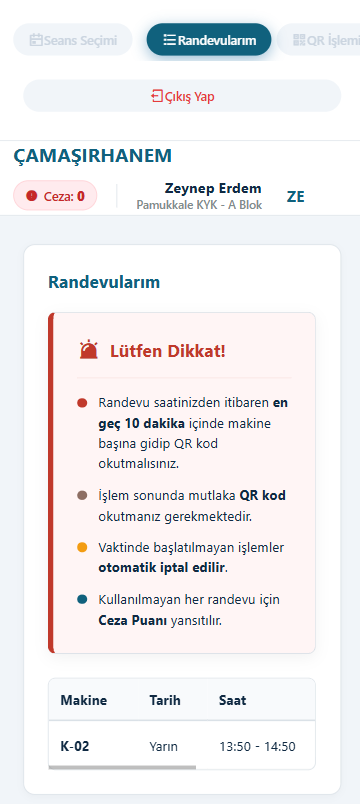 Seans Seçimi
Randevularım
QR İşlemi
Çıkış Yap
ÇAMAŞIRHANEM
Ceza: 0
Zeynep Erdem
Pamukkale KYK - A Blok
ZE
Randevularım
Lütfen Dikkat!
Randevu saatinizden itibaren en
geç 10 dakika içinde makine
başına gidip QR kod
okutmalısınız.
İşlem sonunda mutlaka QR kod
okutmanız gerekmektedir.
Vaktinde başlatılmayan işlemler
otomatik iptal edilir.
Kullanılmayan her randevu için
Ceza Puanı yansıtılır.
Makine Tarih Saat
K-02 Yarın 13:50 - 14:50